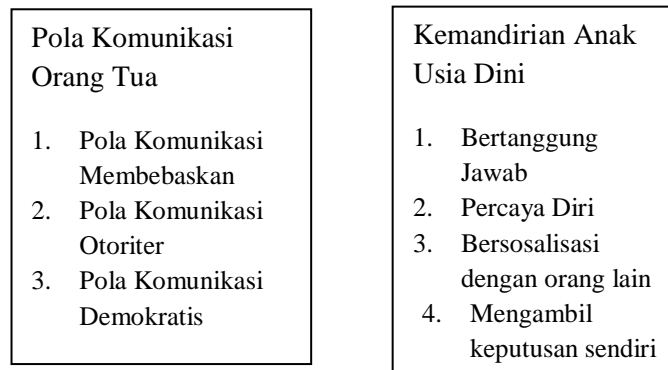 Pola Komunikasi
Orang Tua
1. Pola Komunikasi
Membebaskan
2. Pola Komunikasi
Otoriter
3. Pola Komunikasi
Demokratis
Kemandirian Anak
Usia Dini
1. Bertanggung
Jawab
2. Percaya Diri
3. Bersosalisasi
dengan orang lain
4. Mengambil
keputusan sendiri